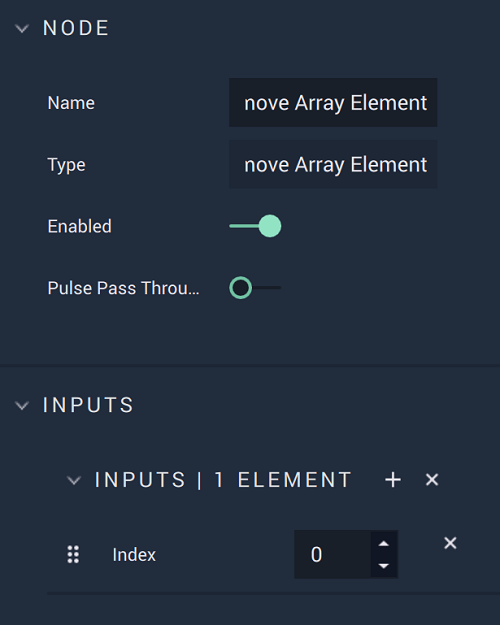 NODE
Name nove Array Element
Type nove Array Element
Enabled
Pulse Pass Throu...
INPUTS
INPUTS | 1 ELEMENT
Index 0